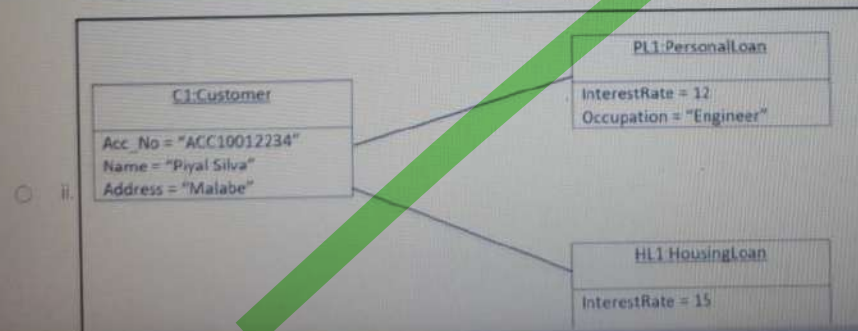 PL1:PersonalLoan
InterestRate = 12
Occupation = "Engineer"
C1:Customer
Acc_No = "ACC10012234"
Name = "Piyal Silva"
Address = "Malabe"
ii.
HL1 HousingLoan
InterestRate = 15